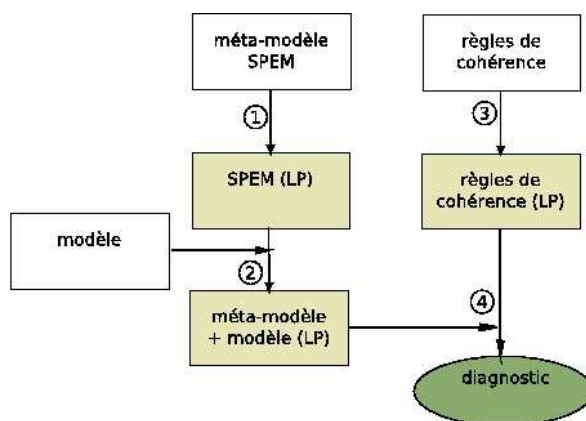 méta-modèle
SPEM
règles de
cohérence
①
③
SPEM (LP)
règles de
cohérence (LP)
modèle
②
④
méta-modèle
+ modèle (LP)
diagnostic